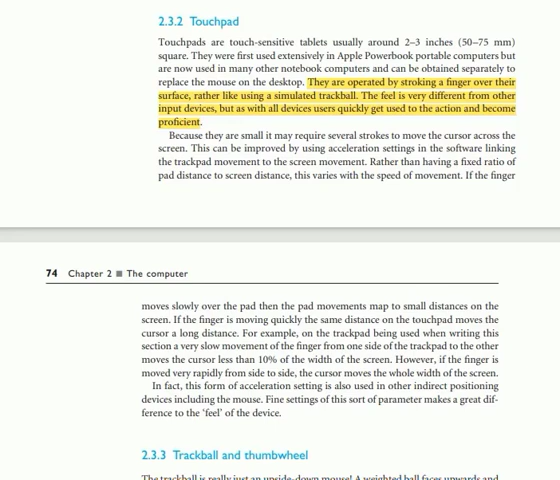 2.3.2 Touchpad
Touchpads are touch-sensitive tablets usually around 2–3 inches (50–75 mm)
square. They were first used extensively in Apple Powerbook portable computers but
are now used in many other notebook computers and can be obtained separately to
replace the mouse on the desktop. They are operated by stroking a finger over their
surface, rather like using a simulated trackball. The feel is very different from other
input devices, but as with all devices users quickly get used to the action and become
proficient.
Because they are small it may require several strokes to move the cursor across the
screen. This can be improved by using acceleration settings in the software linking
the trackpad movement to the screen movement. Rather than having a fixed ratio of
pad distance to screen distance, this varies with the speed of movement. If the finger
74 Chapter 2 ■ The computer
moves slowly over the pad then the pad movements map to small distances on the
screen. If the finger is moving quickly the same distance on the touchpad moves the
cursor a long distance. For example, on the trackpad being used when writing this
section a very slow movement of the finger from one side of the trackpad to the other
moves the cursor less than 10% of the width of the screen. However, if the finger is
moved very rapidly from side to side, the cursor moves the whole width of the screen.
In fact, this form of acceleration setting is also used in other indirect positioning
devices including the mouse. Fine settings of this sort of parameter makes a great dif-
ference to the ‘feel’ of the device.
2.3.3 Trackball and thumbwheel
The trackball is really just an upside-down mouse! A weighted ball faces upwards and